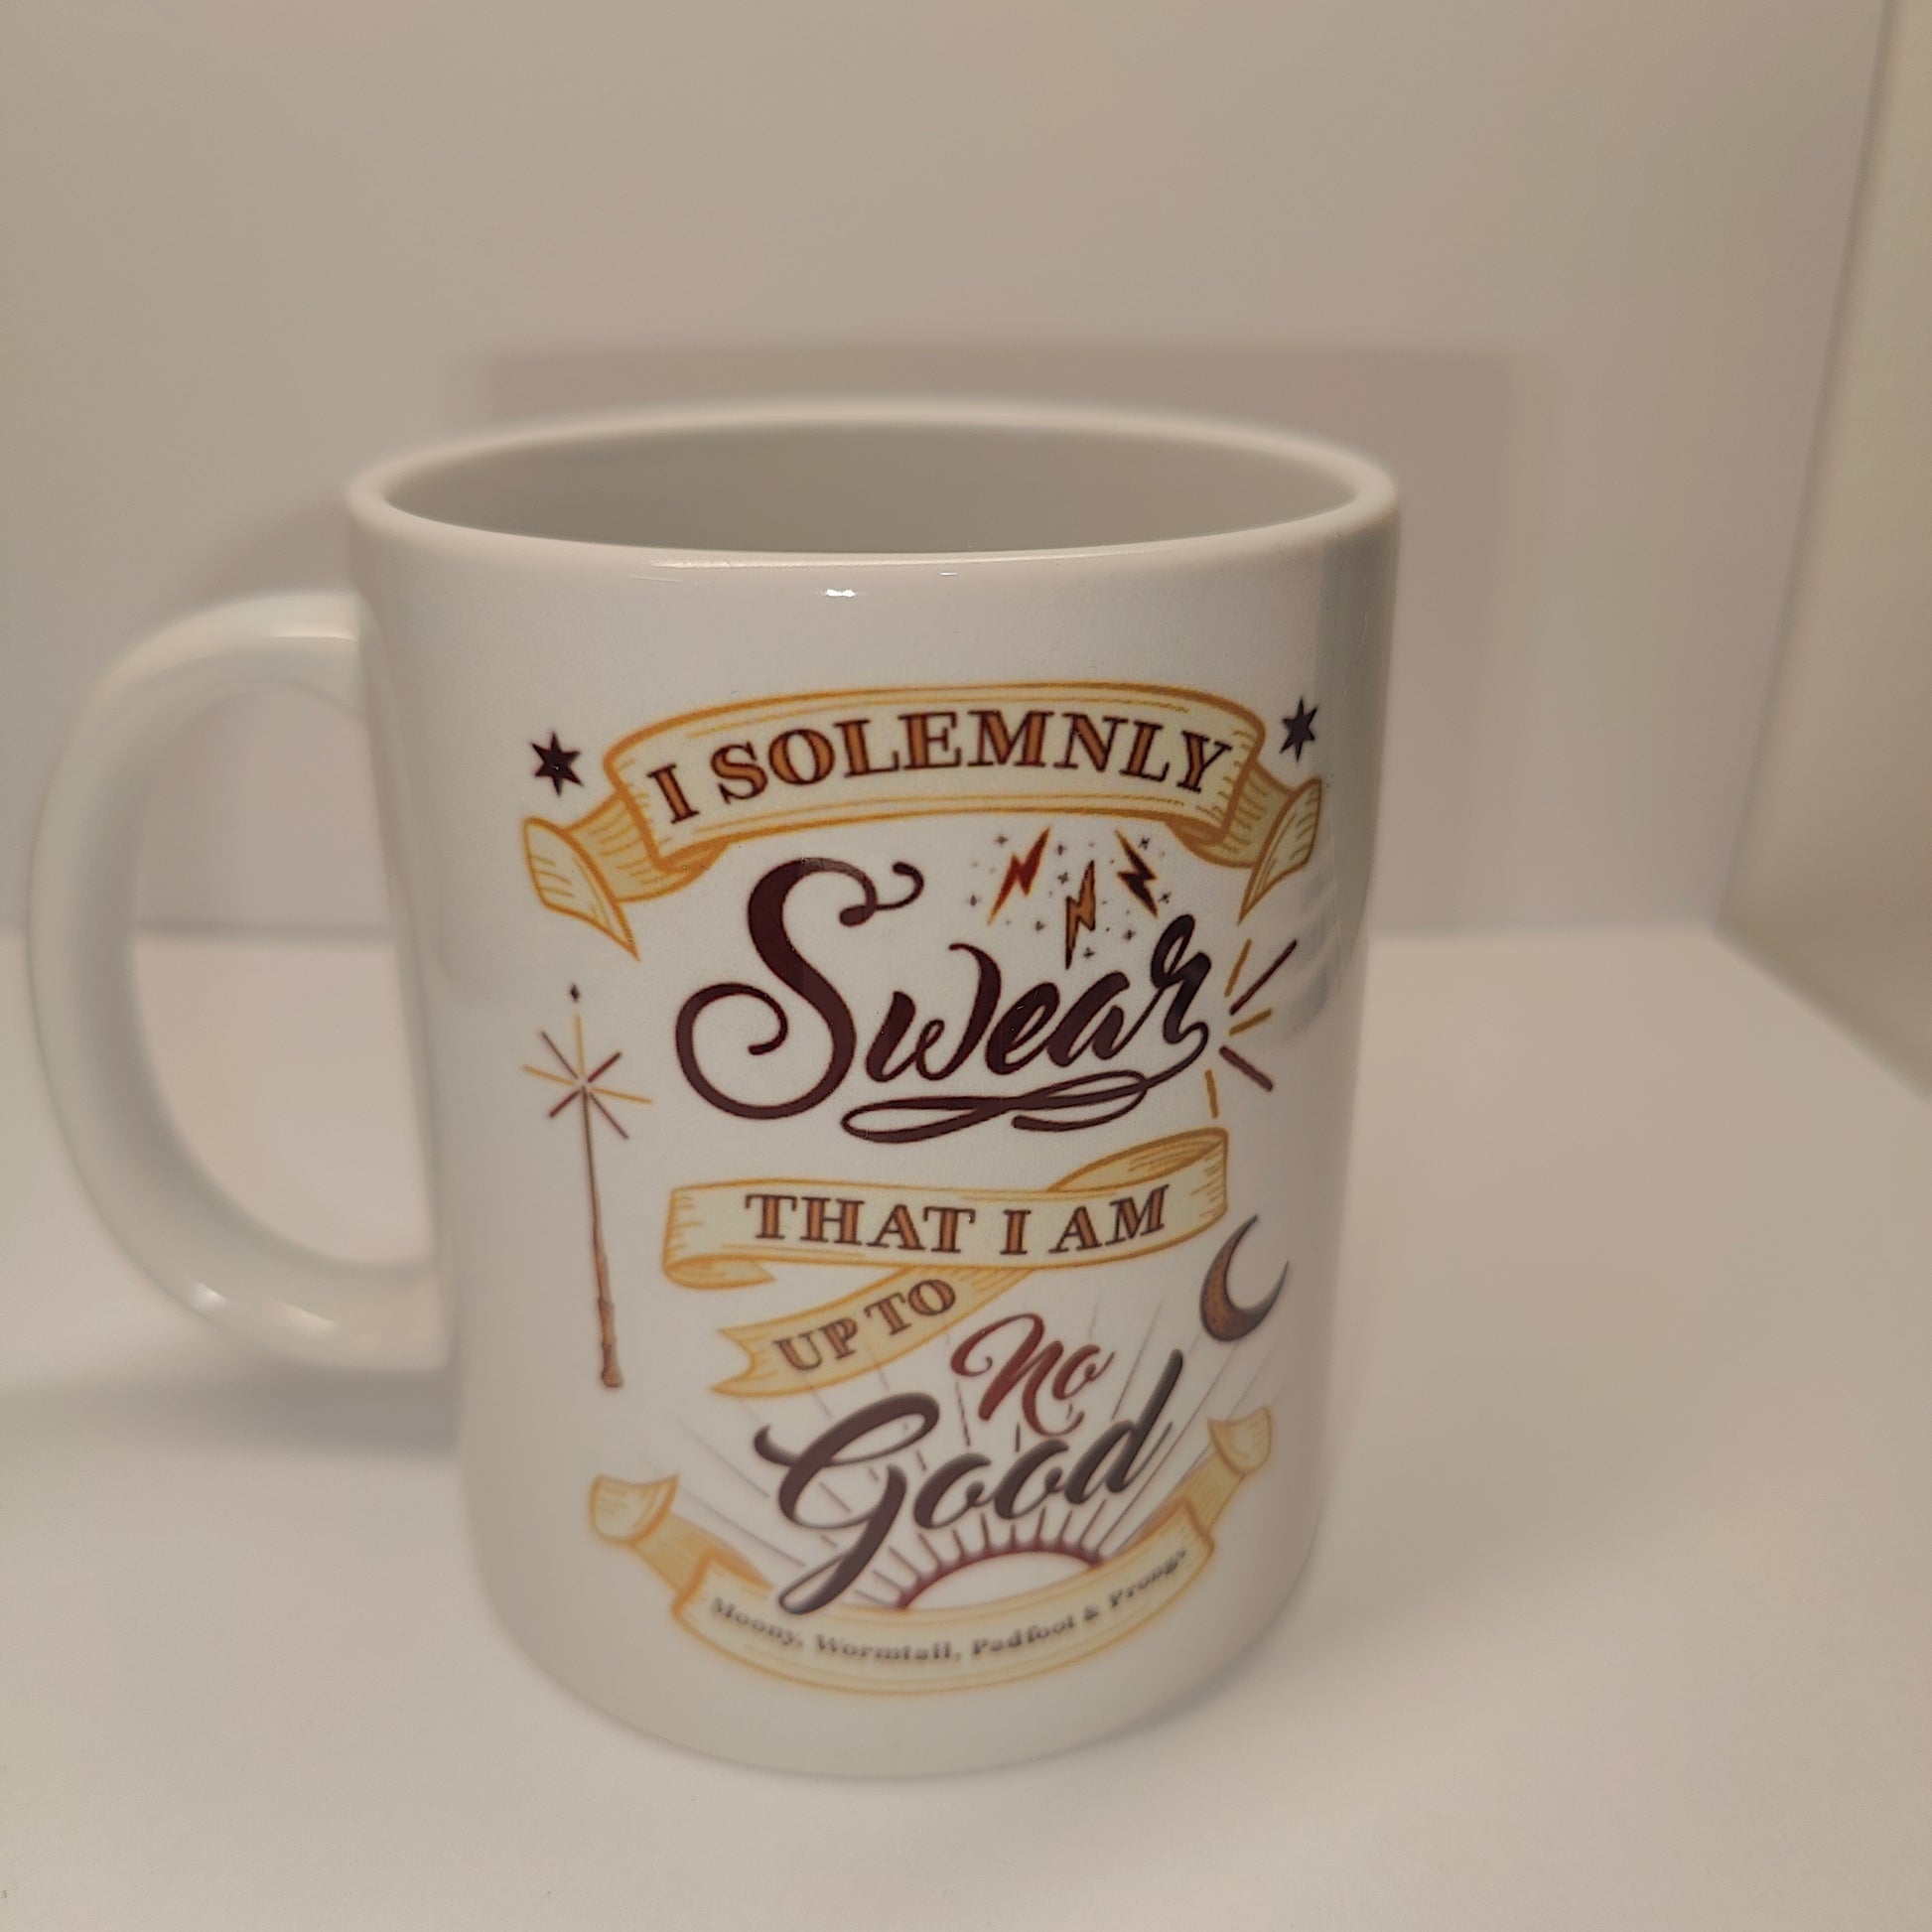 I SOLEMNLY
Swear
THAT I AM
UP TO
No
Good
Moony, Wormtail, Padfoot & Prongs